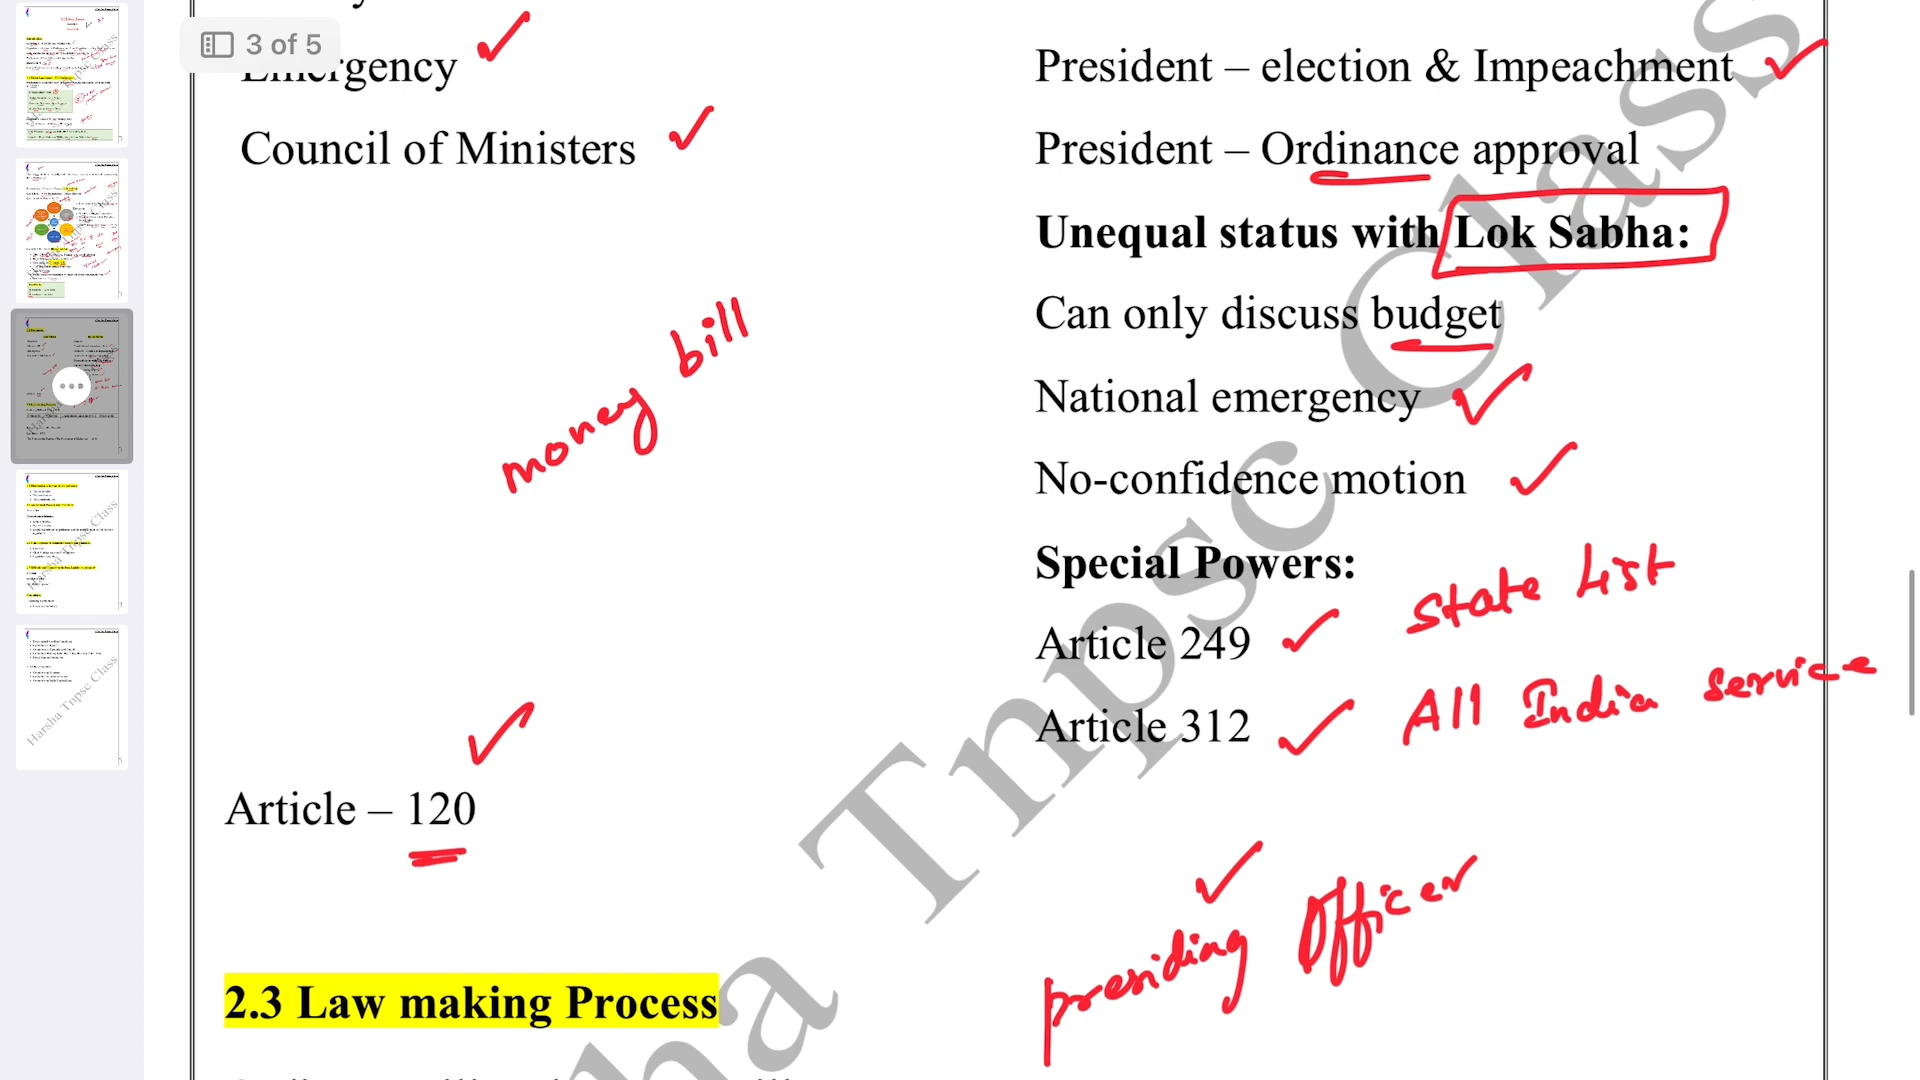 3 of 5
Emergency
Council of Ministers
money bill
Article – 120
President – election & Impeachment
President – Ordinance approval
Unequal status with Lok Sabha:
Can only discuss budget
National emergency
No-confidence motion
Special Powers:
Article 249 State List
Article 312 All India Service
presiding Officer
2.3 Law making Process
Harsha Tnpsc Class